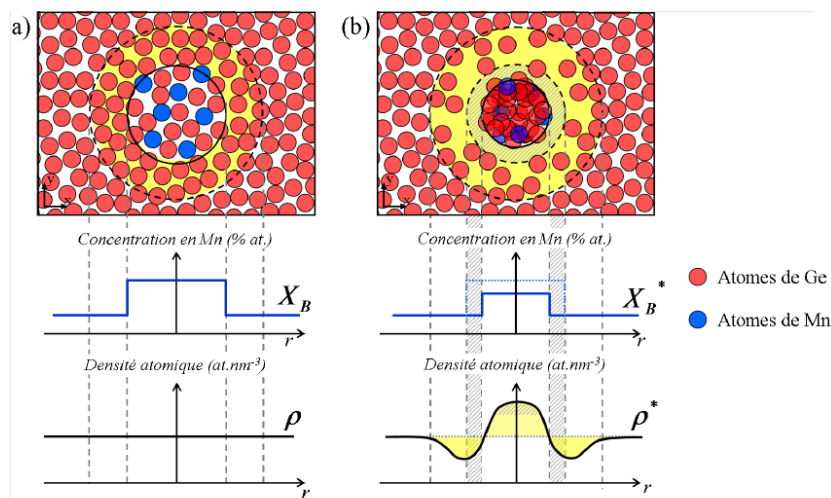 a)
(b)
y
x
y
x
Concentration en Mn (% at.)
X_B
r
Concentration en Mn (% at.)
X_B*
r
Atomes de Ge
Atomes de Mn
Densité atomique (at.nm⁻³)
ρ
r
Densité atomique (at.nm⁻³)
ρ*
r